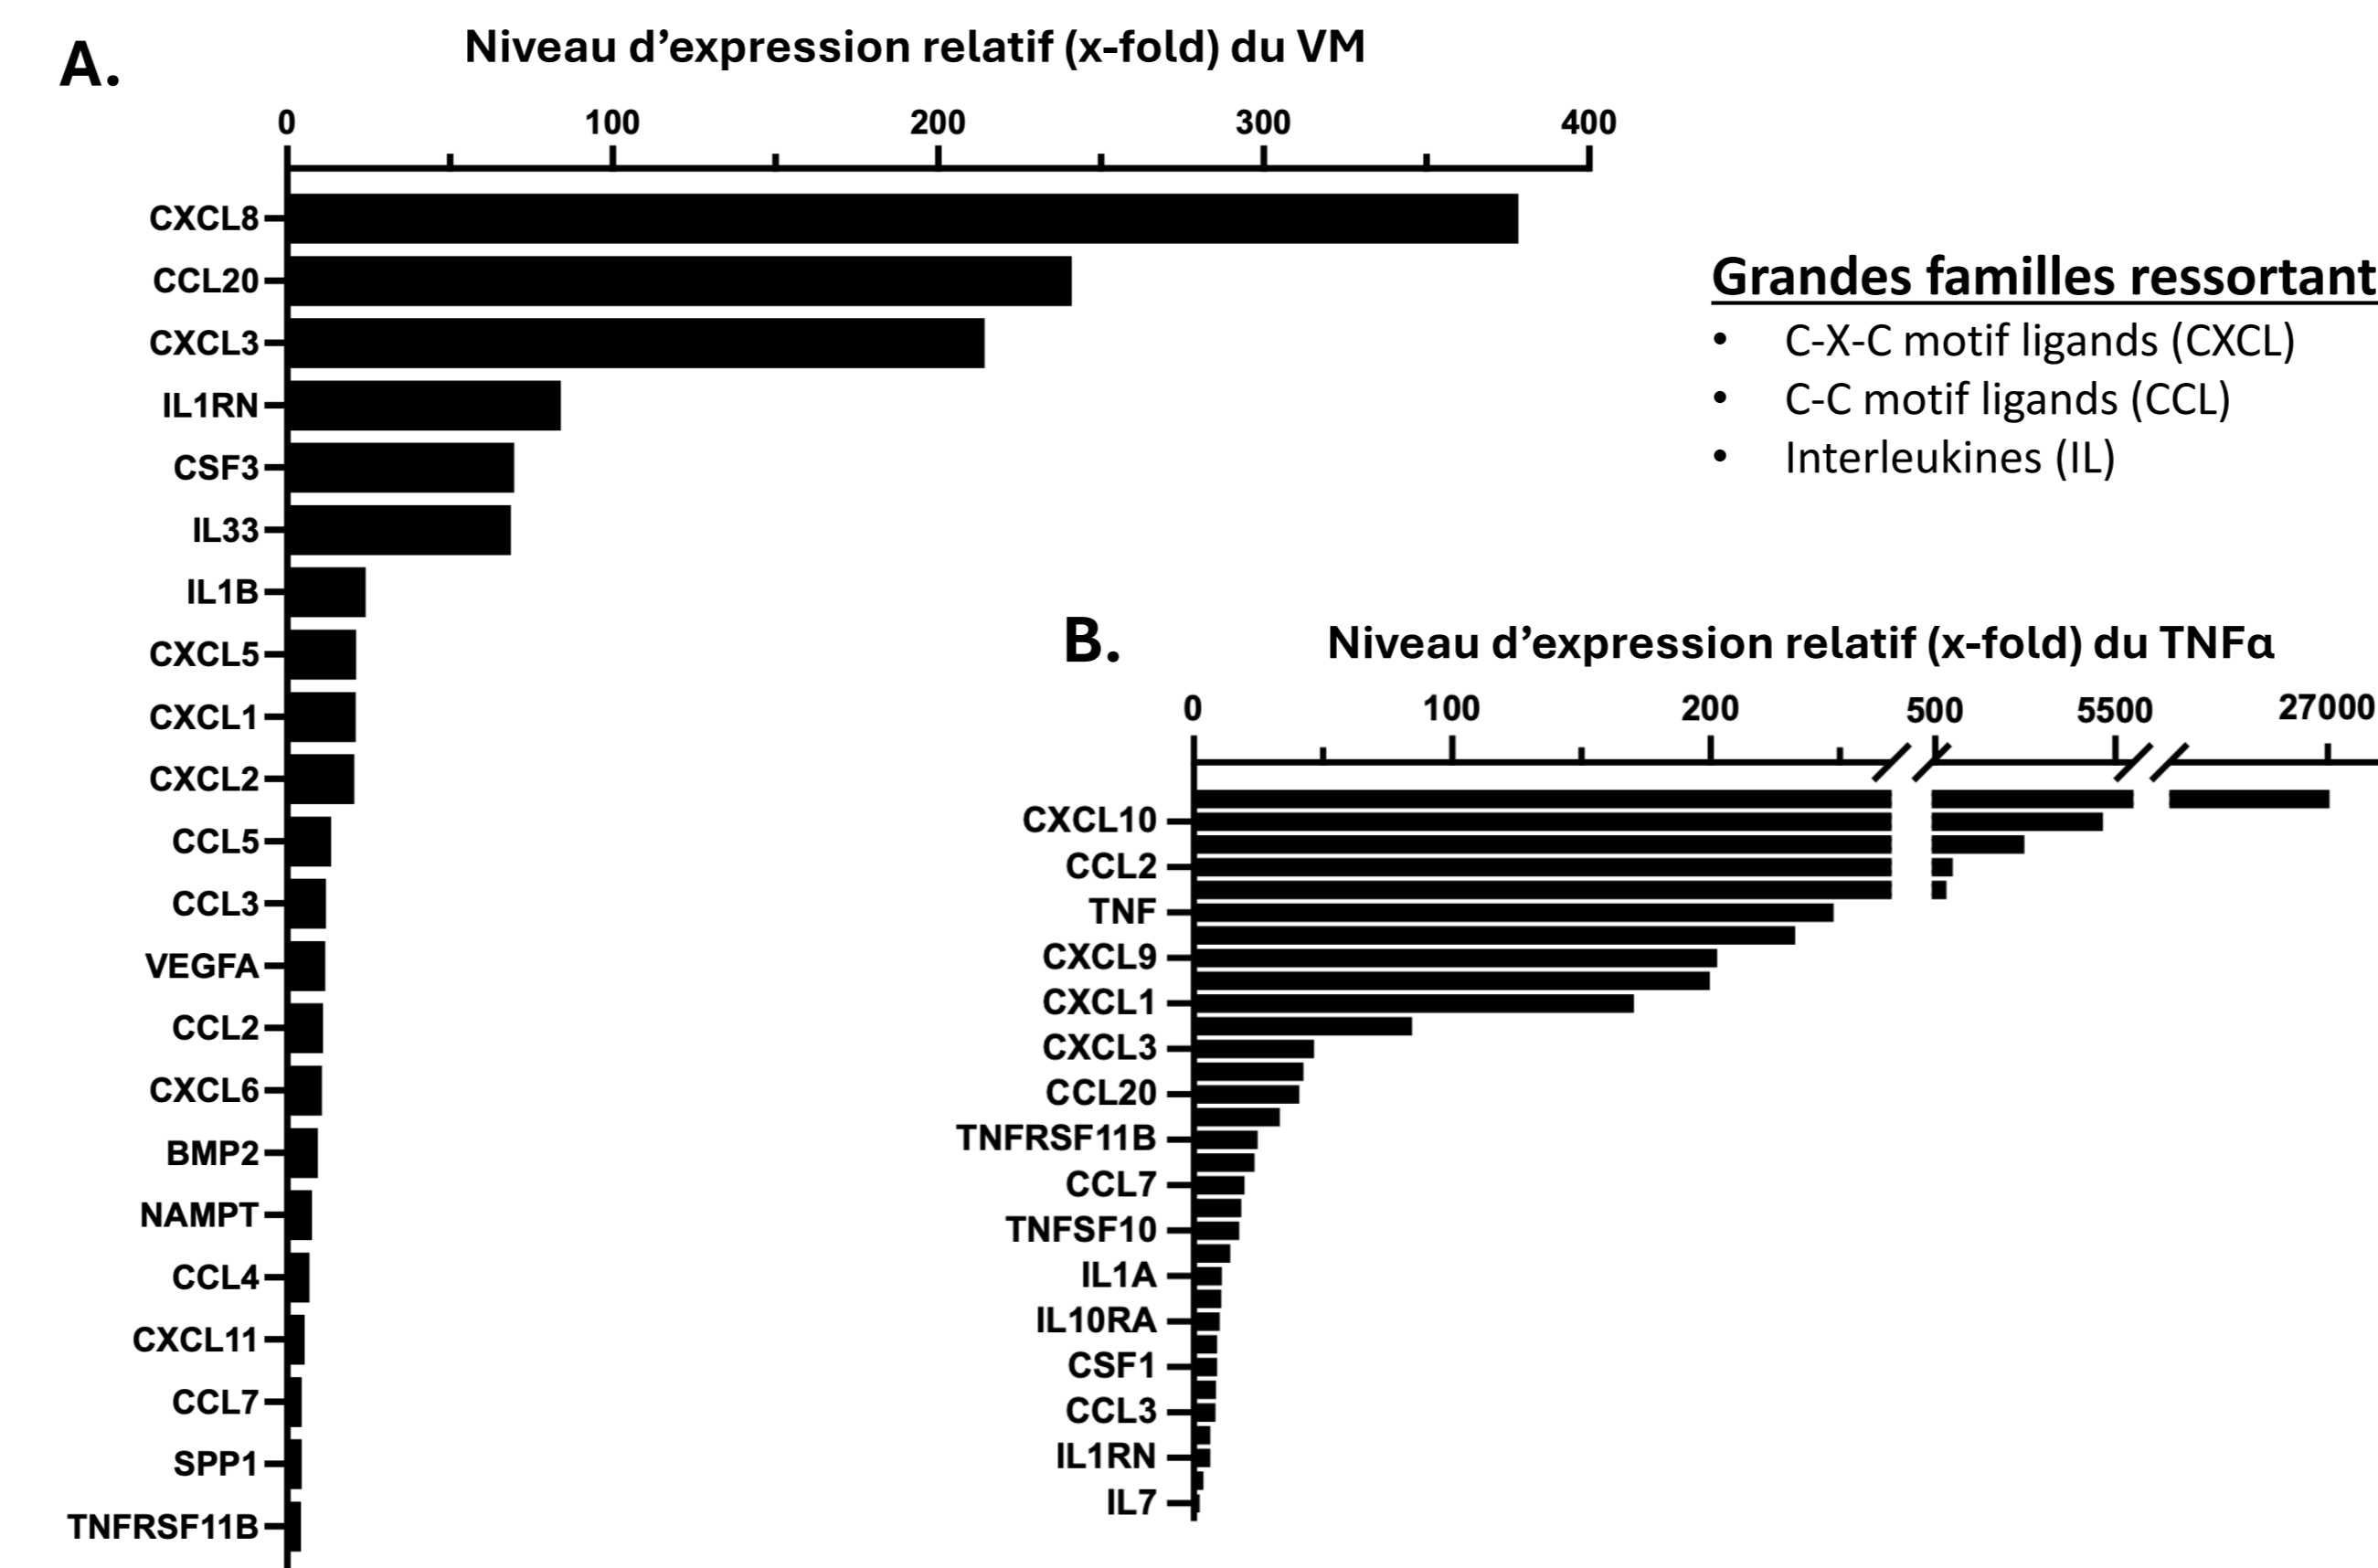 A.
Niveau d’expression relatif (x-fold) du VM
0 100 200 300 400
CXCL8
CCL20
CXCL3
IL1RN
CSF3
IL33
IL1B
CXCL5
CXCL1
CXCL2
CCL5
CCL3
VEGFA
CCL2
CXCL6
BMP2
NAMPT
CCL4
CXCL11
CCL7
SPP1
TNFRSF11B
Grandes familles ressortant
• C-X-C motif ligands (CXCL)
• C-C motif ligands (CCL)
• Interleukines (IL)
B.
Niveau d’expression relatif (x-fold) du TNFα
0 100 200 500 5500 27000
CXCL10
CCL2
TNF
CXCL9
CXCL1
CXCL3
CCL20
TNFRSF11B
CCL7
TNFSF10
IL1A
IL10RA
CSF1
CCL3
IL1RN
IL7